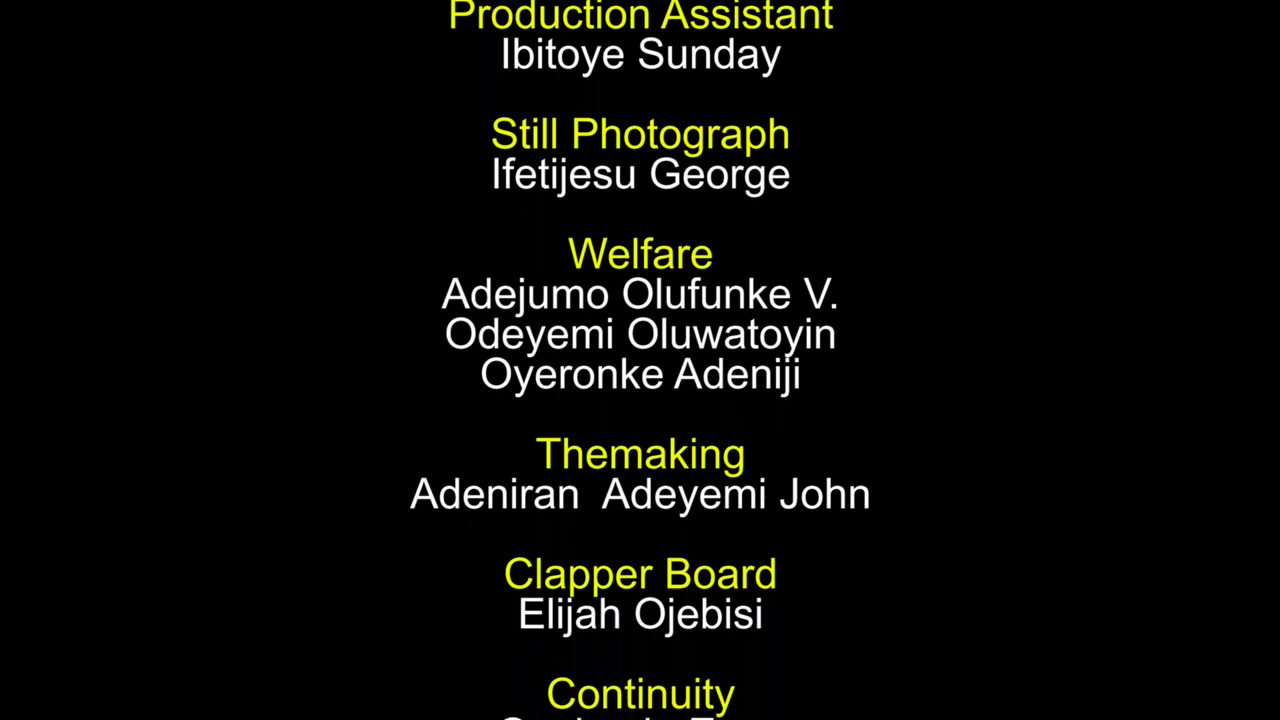 Production Assistant
Ibitoye Sunday
Still Photograph
Ifetijesu George
Welfare
Adejumo Olufunke V.
Odeyemi Oluwatoyin
Oyeronke Adeniji
Themaking
Adeniran  Adeyemi John
Clapper Board
Elijah Ojebisi
Continuity